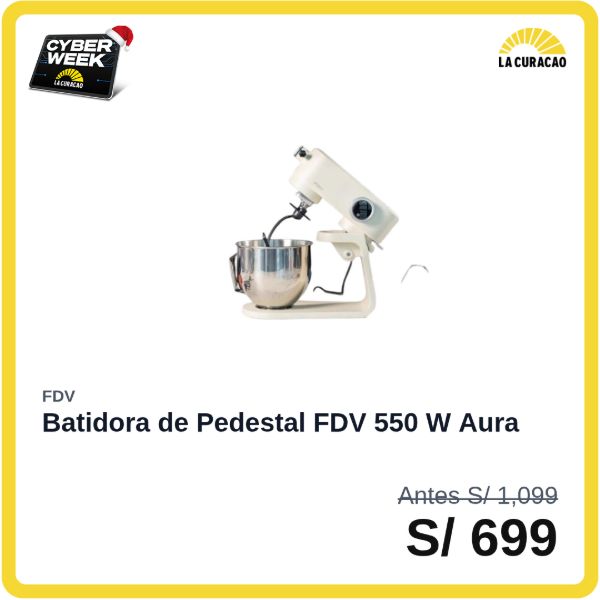 CYBER
WEEK
LA CURACAO
LA CURACAO
FDV
Batidora de Pedestal FDV 550 W Aura
Antes S/ 1,099
S/ 699